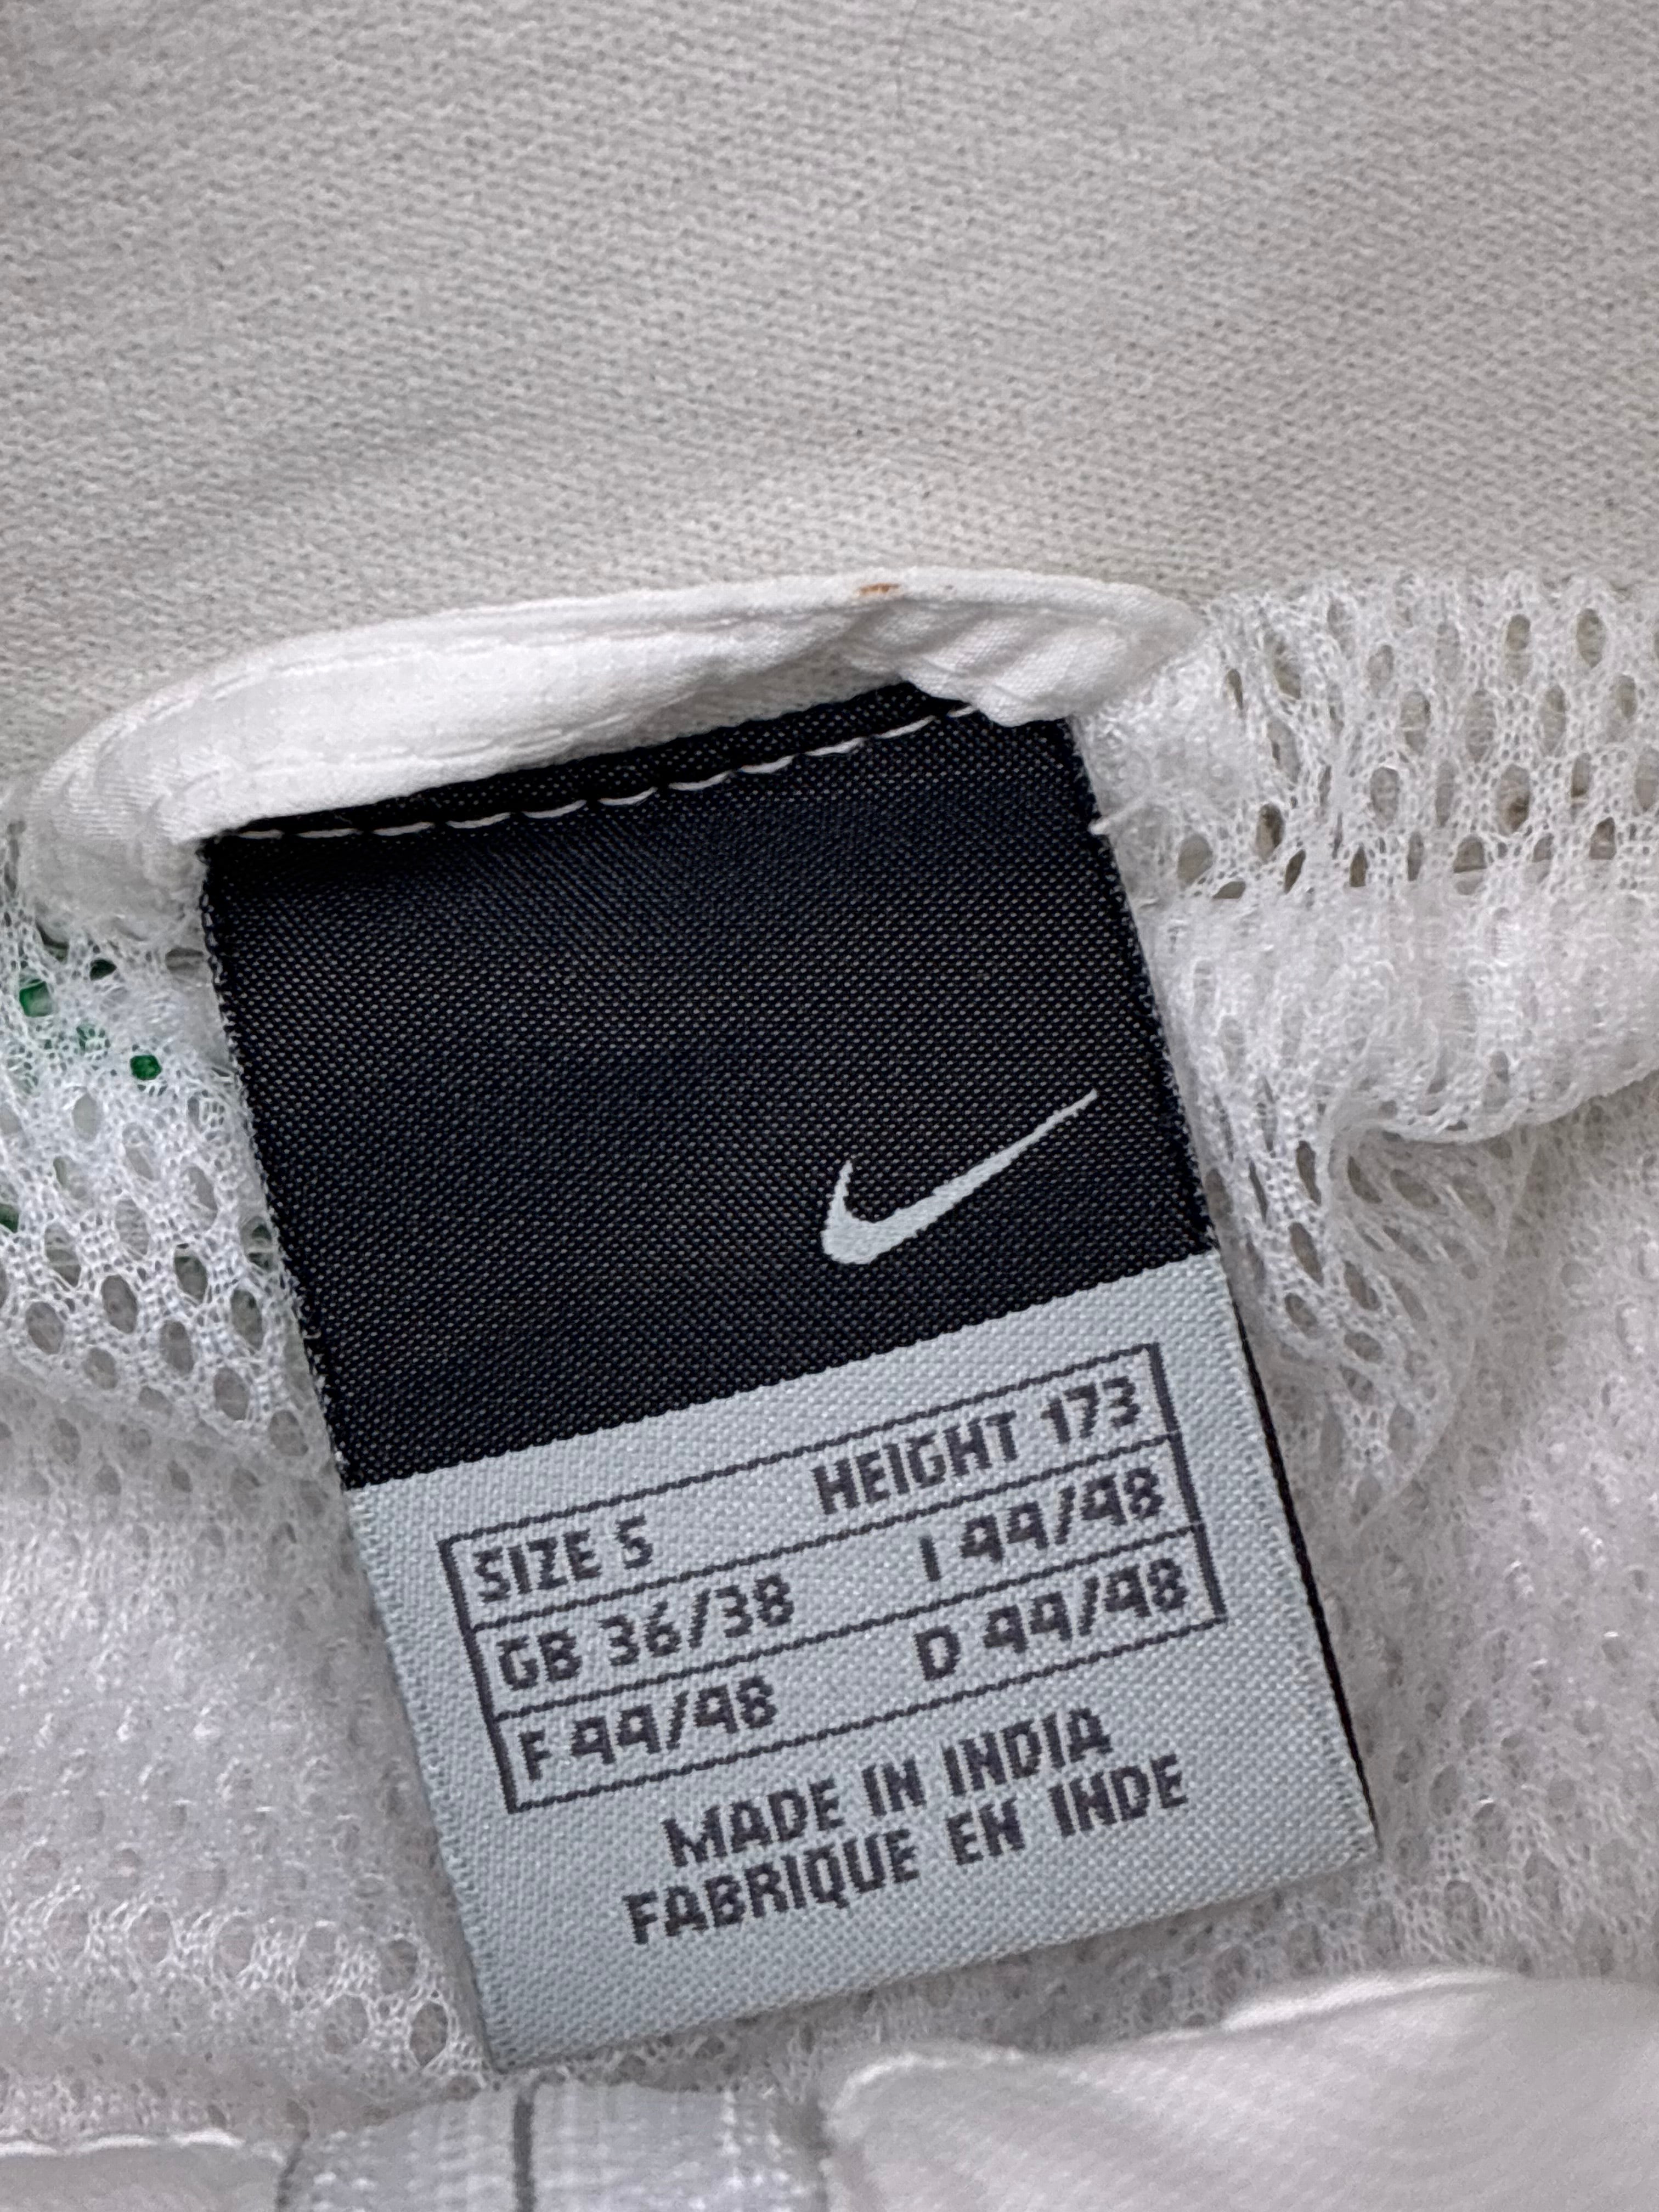 SIZE S HEIGHT 173
GB 36/38 I 44/48
F 44/48 D 44/48
MADE IN INDIA
FABRIQUE EN INDE